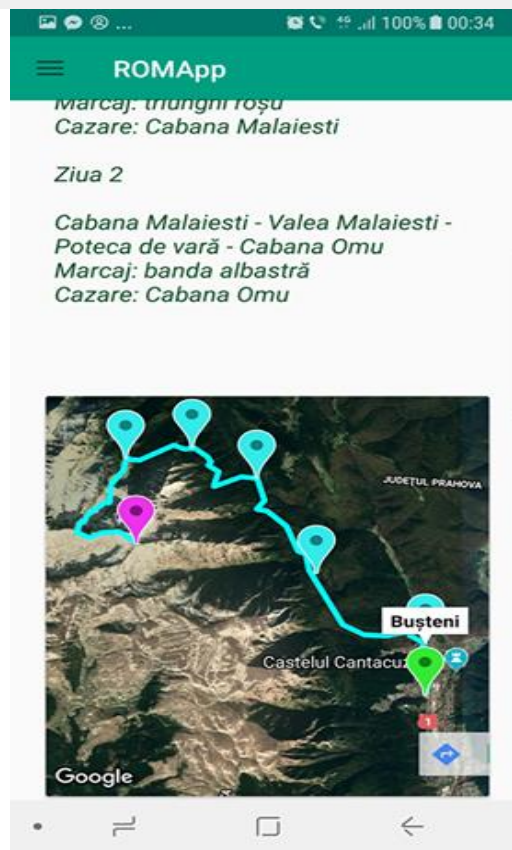 ... 4G 100% 00:34
ROMApp
Marcaj: triunghi roșu
Cazare: Cabana Malaiesti
Ziua 2
Cabana Malaiesti - Valea Malaiesti -
Poteca de vară - Cabana Omu
Marcaj: banda albastră
Cazare: Cabana Omu
JUDEȚUL PRAHOVA
Bușteni
Castelul Cantacuz
1
Google